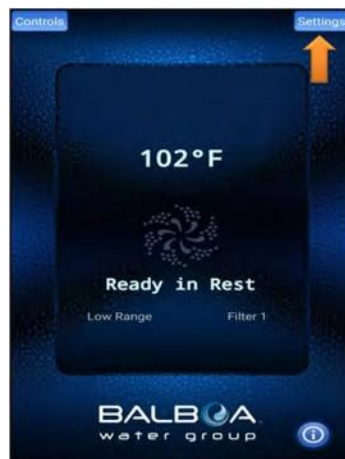 Controls Settings
102°F
Ready in Rest
Low Range Filter 1
BALBOA
water group